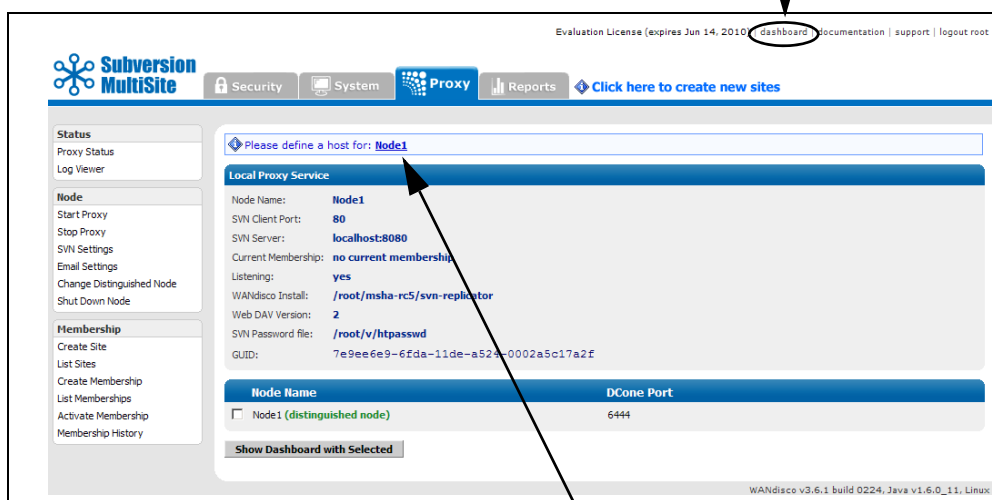 Evaluation License (expires Jun 14, 2010) | dashboard | documentation | support | logout root
Subversion
MultiSite
Security System Proxy Reports Click here to create new sites
Status
Proxy Status
Log Viewer
Node
Start Proxy
Stop Proxy
SVN Settings
Email Settings
Change Distinguished Node
Shut Down Node
Membership
Create Site
List Sites
Create Membership
List Memberships
Activate Membership
Membership History
Please define a host for: Node1
Local Proxy Service
Node Name: Node1
SVN Client Port: 80
SVN Server: localhost:8080
Current Membership: no current membership
Listening: yes
WANdisco Install: /root/msha-rc5/svn-replicator
Web DAV Version: 2
SVN Password file: /root/v/htpasswd
GUID: 7e9ee6e9-6fda-11de-a524-0002a5c17a2f
Node Name DCone Port
Node1 (distinguished node) 6444
Show Dashboard with Selected
WANdisco v3.6.1 build 0224, Java v1.6.0_11, Linux